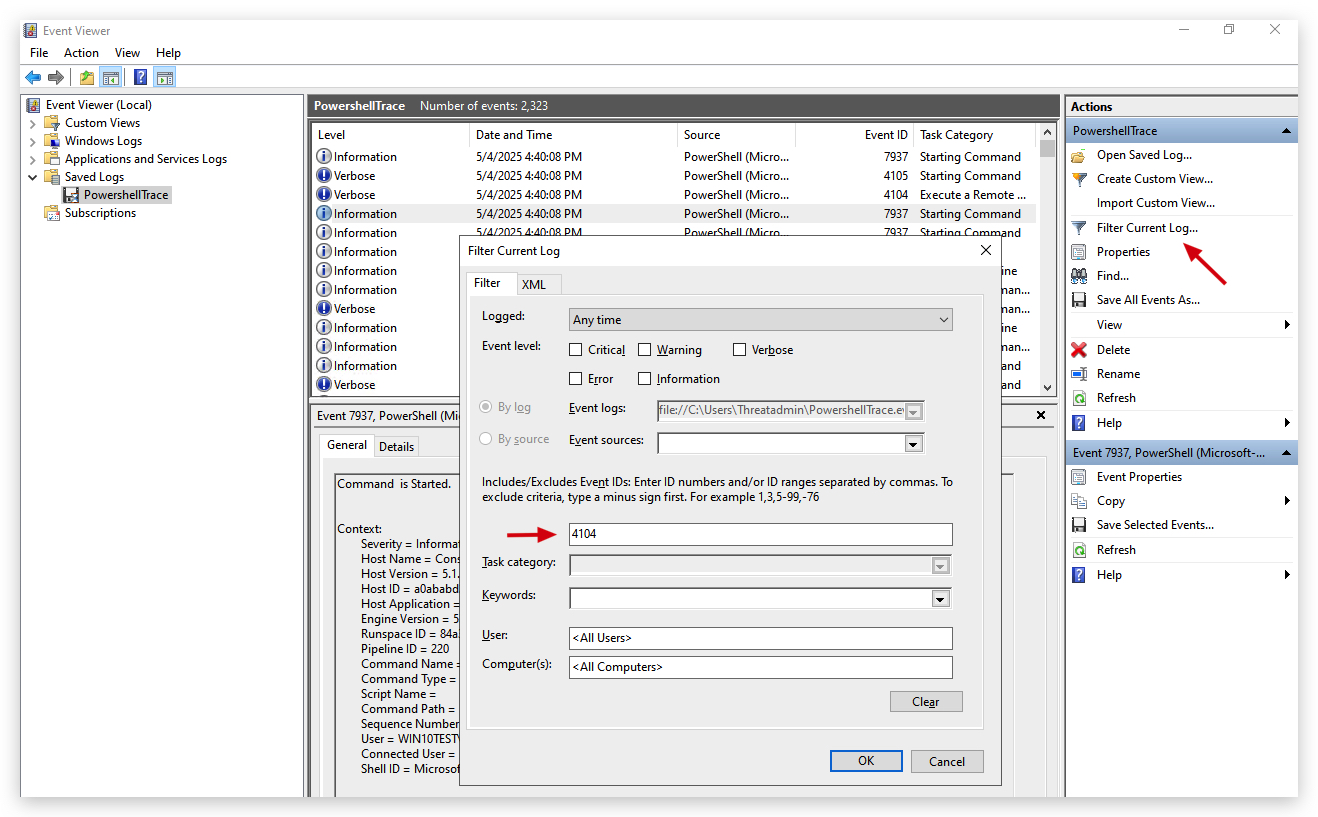 Event Viewer
File Action View Help
Event Viewer (Local)
Custom Views
Windows Logs
Applications and Services Logs
Saved Logs
PowershellTrace
Subscriptions
PowershellTrace Number of events: 2,323
Level Date and Time Source Event ID Task Category
Information 5/4/2025 4:40:08 PM PowerShell (Micro... 7937 Starting Command
Verbose 5/4/2025 4:40:08 PM PowerShell (Micro... 4105 Starting Command
Verbose 5/4/2025 4:40:08 PM PowerShell (Micro... 4104 Execute a Remote ...
Information 5/4/2025 4:40:08 PM PowerShell (Micro... 7937 Starting Command
Information 5/4/2025 4:40:08 PM PowerShell (Micro... 7937 Starting Command
Information
Information ine
Information man...
Verbose man...
Information ine
Information man...
Information and
Verbose and
Event 7937, PowerShell (Mi
General Details
Command is Started.
Context:
Severity = Informat
Host Name = Cons
Host Version = 5.1.
Host ID = a0ababd
Host Application =
Engine Version = 5
Runspace ID = 84a
Pipeline ID = 220
Command Name =
Command Type =
Script Name =
Command Path =
Sequence Number
User = WIN10TEST
Connected User =
Shell ID = Microsof
Filter Current Log
Filter XML
Logged: Any time
Event level: Critical Warning Verbose
Error Information
By log Event logs: file://C:\Users\Threatadmin\PowershellTrace.ev
By source Event sources:
Includes/Excludes Event IDs: Enter ID numbers and/or ID ranges separated by commas. To
exclude criteria, type a minus sign first. For example 1,3,5-99,-76
4104
Task category:
Keywords:
User: <All Users>
Computer(s): <All Computers>
Clear
OK Cancel
Actions
PowershellTrace
Open Saved Log...
Create Custom View...
Import Custom View...
Filter Current Log...
Properties
Find...
Save All Events As...
View
Delete
Rename
Refresh
Help
Event 7937, PowerShell (Microsoft-...
Event Properties
Copy
Save Selected Events...
Refresh
Help